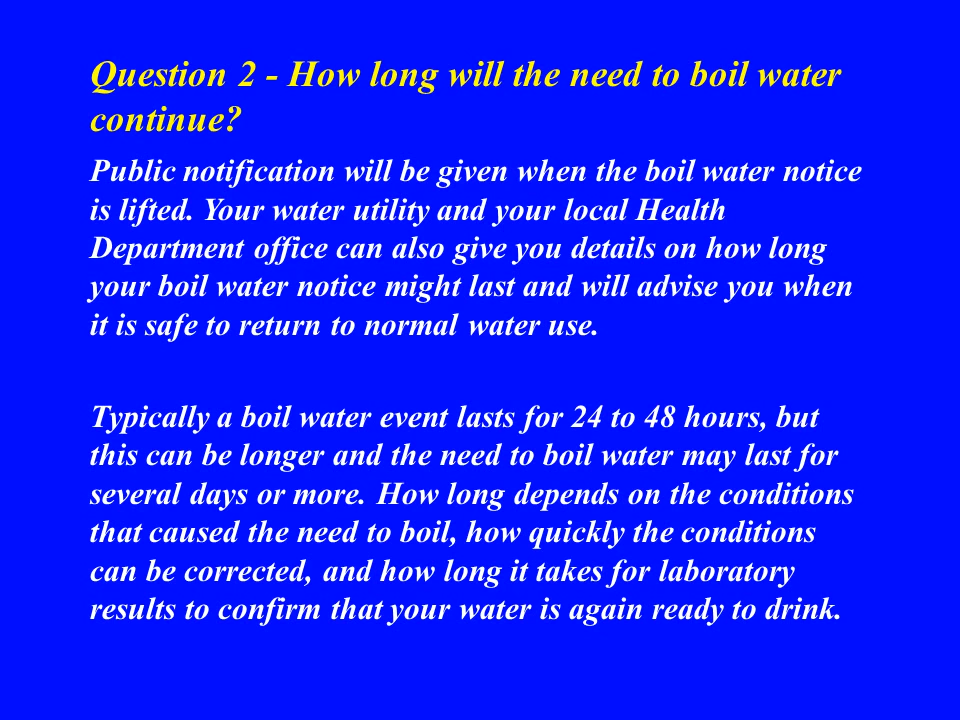 Question 2 - How long will the need to boil water
continue?
Public notification will be given when the boil water notice
is lifted. Your water utility and your local Health
Department office can also give you details on how long
your boil water notice might last and will advise you when
it is safe to return to normal water use.
Typically a boil water event lasts for 24 to 48 hours, but
this can be longer and the need to boil water may last for
several days or more. How long depends on the conditions
that caused the need to boil, how quickly the conditions
can be corrected, and how long it takes for laboratory
results to confirm that your water is again ready to drink.